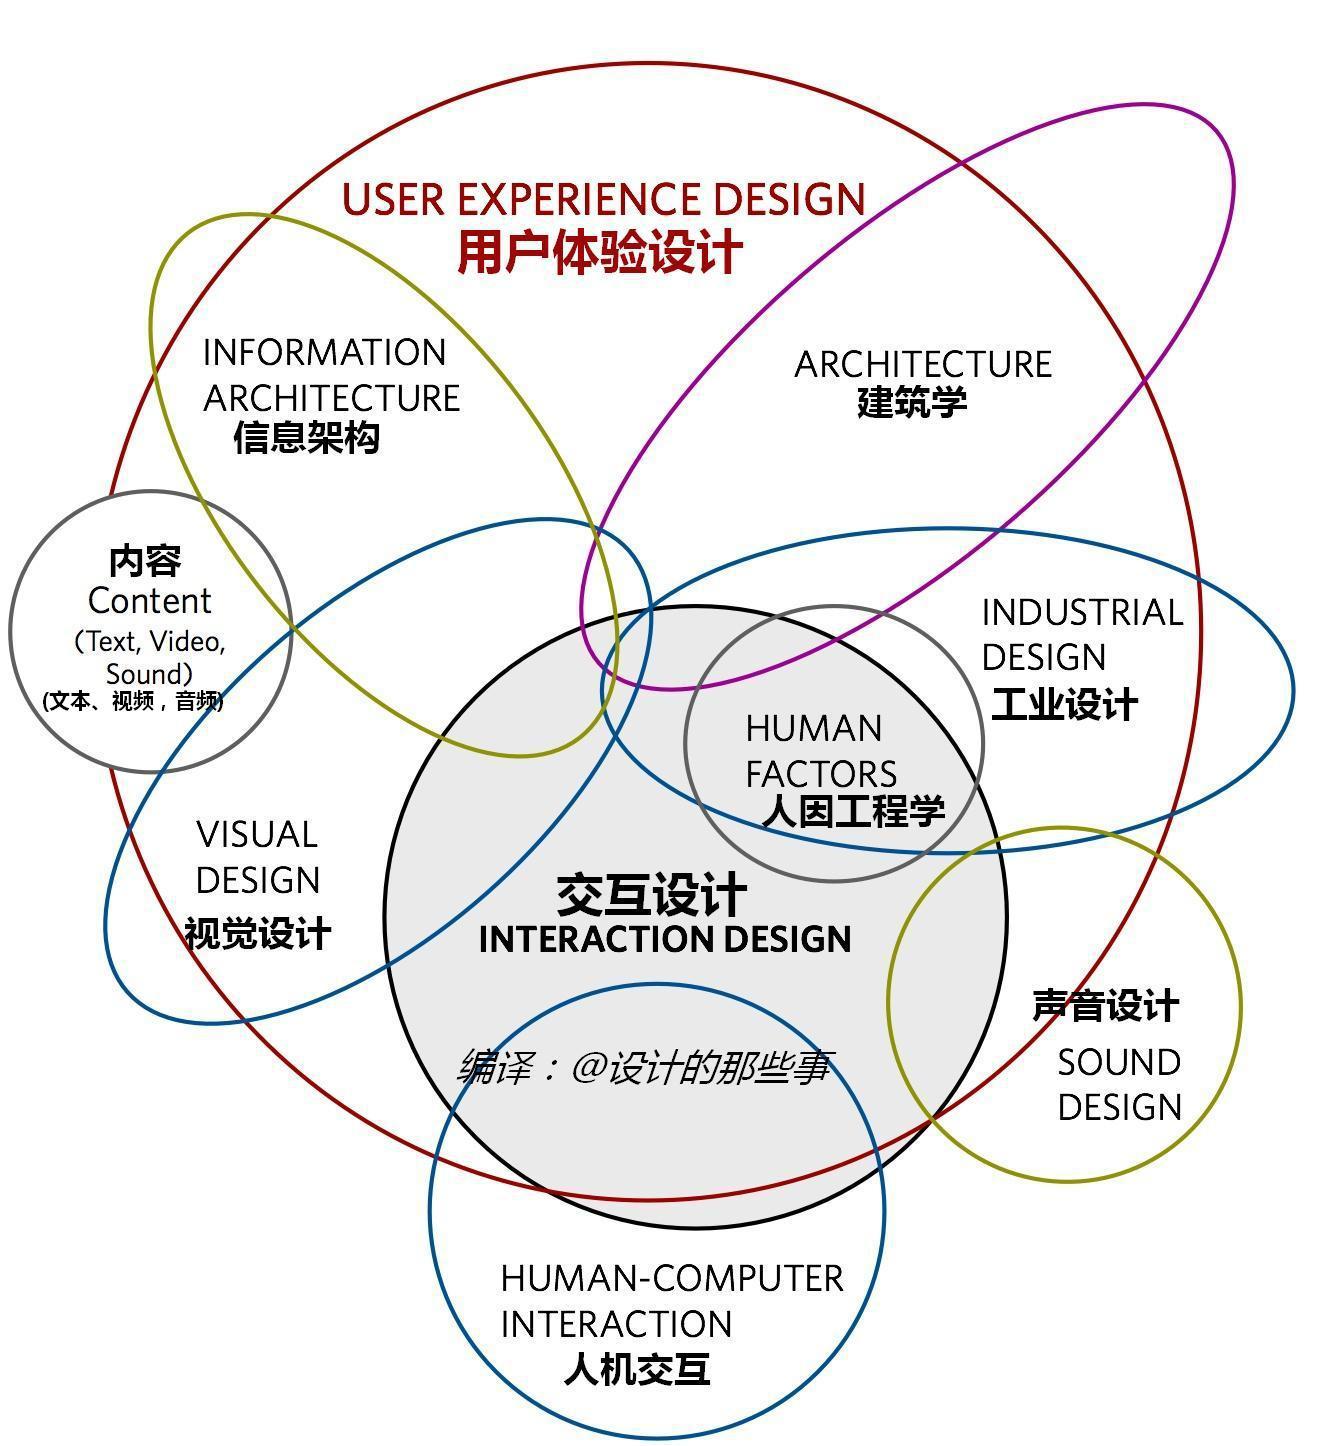 USER EXPERIENCE DESIGN
用户体验设计
INFORMATION
ARCHITECTURE
信息架构
ARCHITECTURE
建筑学
内容
Content
(Text, Video,
Sound)
(文本、视频，音频)
INDUSTRIAL
DESIGN
工业设计
HUMAN
FACTORS
人因工程学
VISUAL
DESIGN
视觉设计
交互设计
INTERACTION DESIGN
编译：@设计的那些事
声音设计
SOUND
DESIGN
HUMAN-COMPUTER
INTERACTION
人机交互